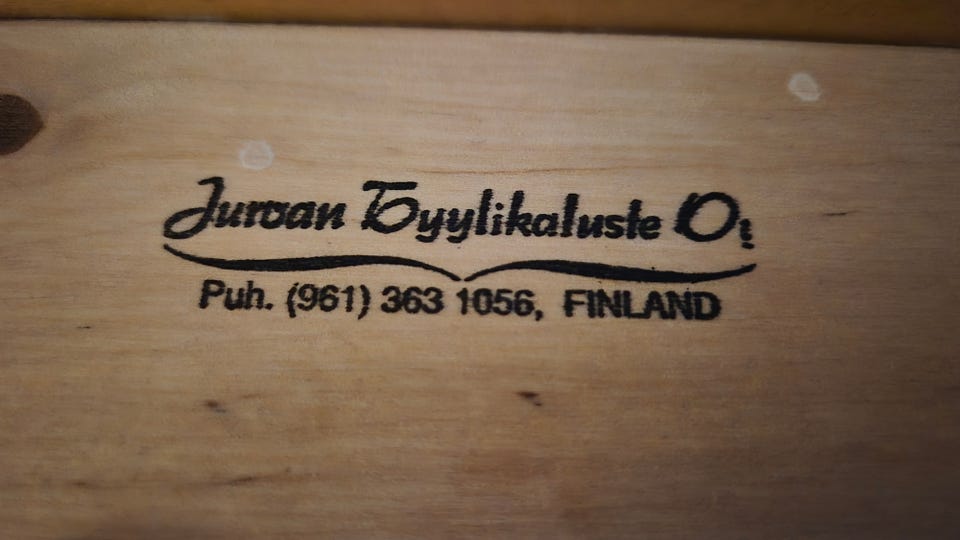 Jurvan Tyylikaluste Oy
Puh. (961) 363 1056, FINLAND